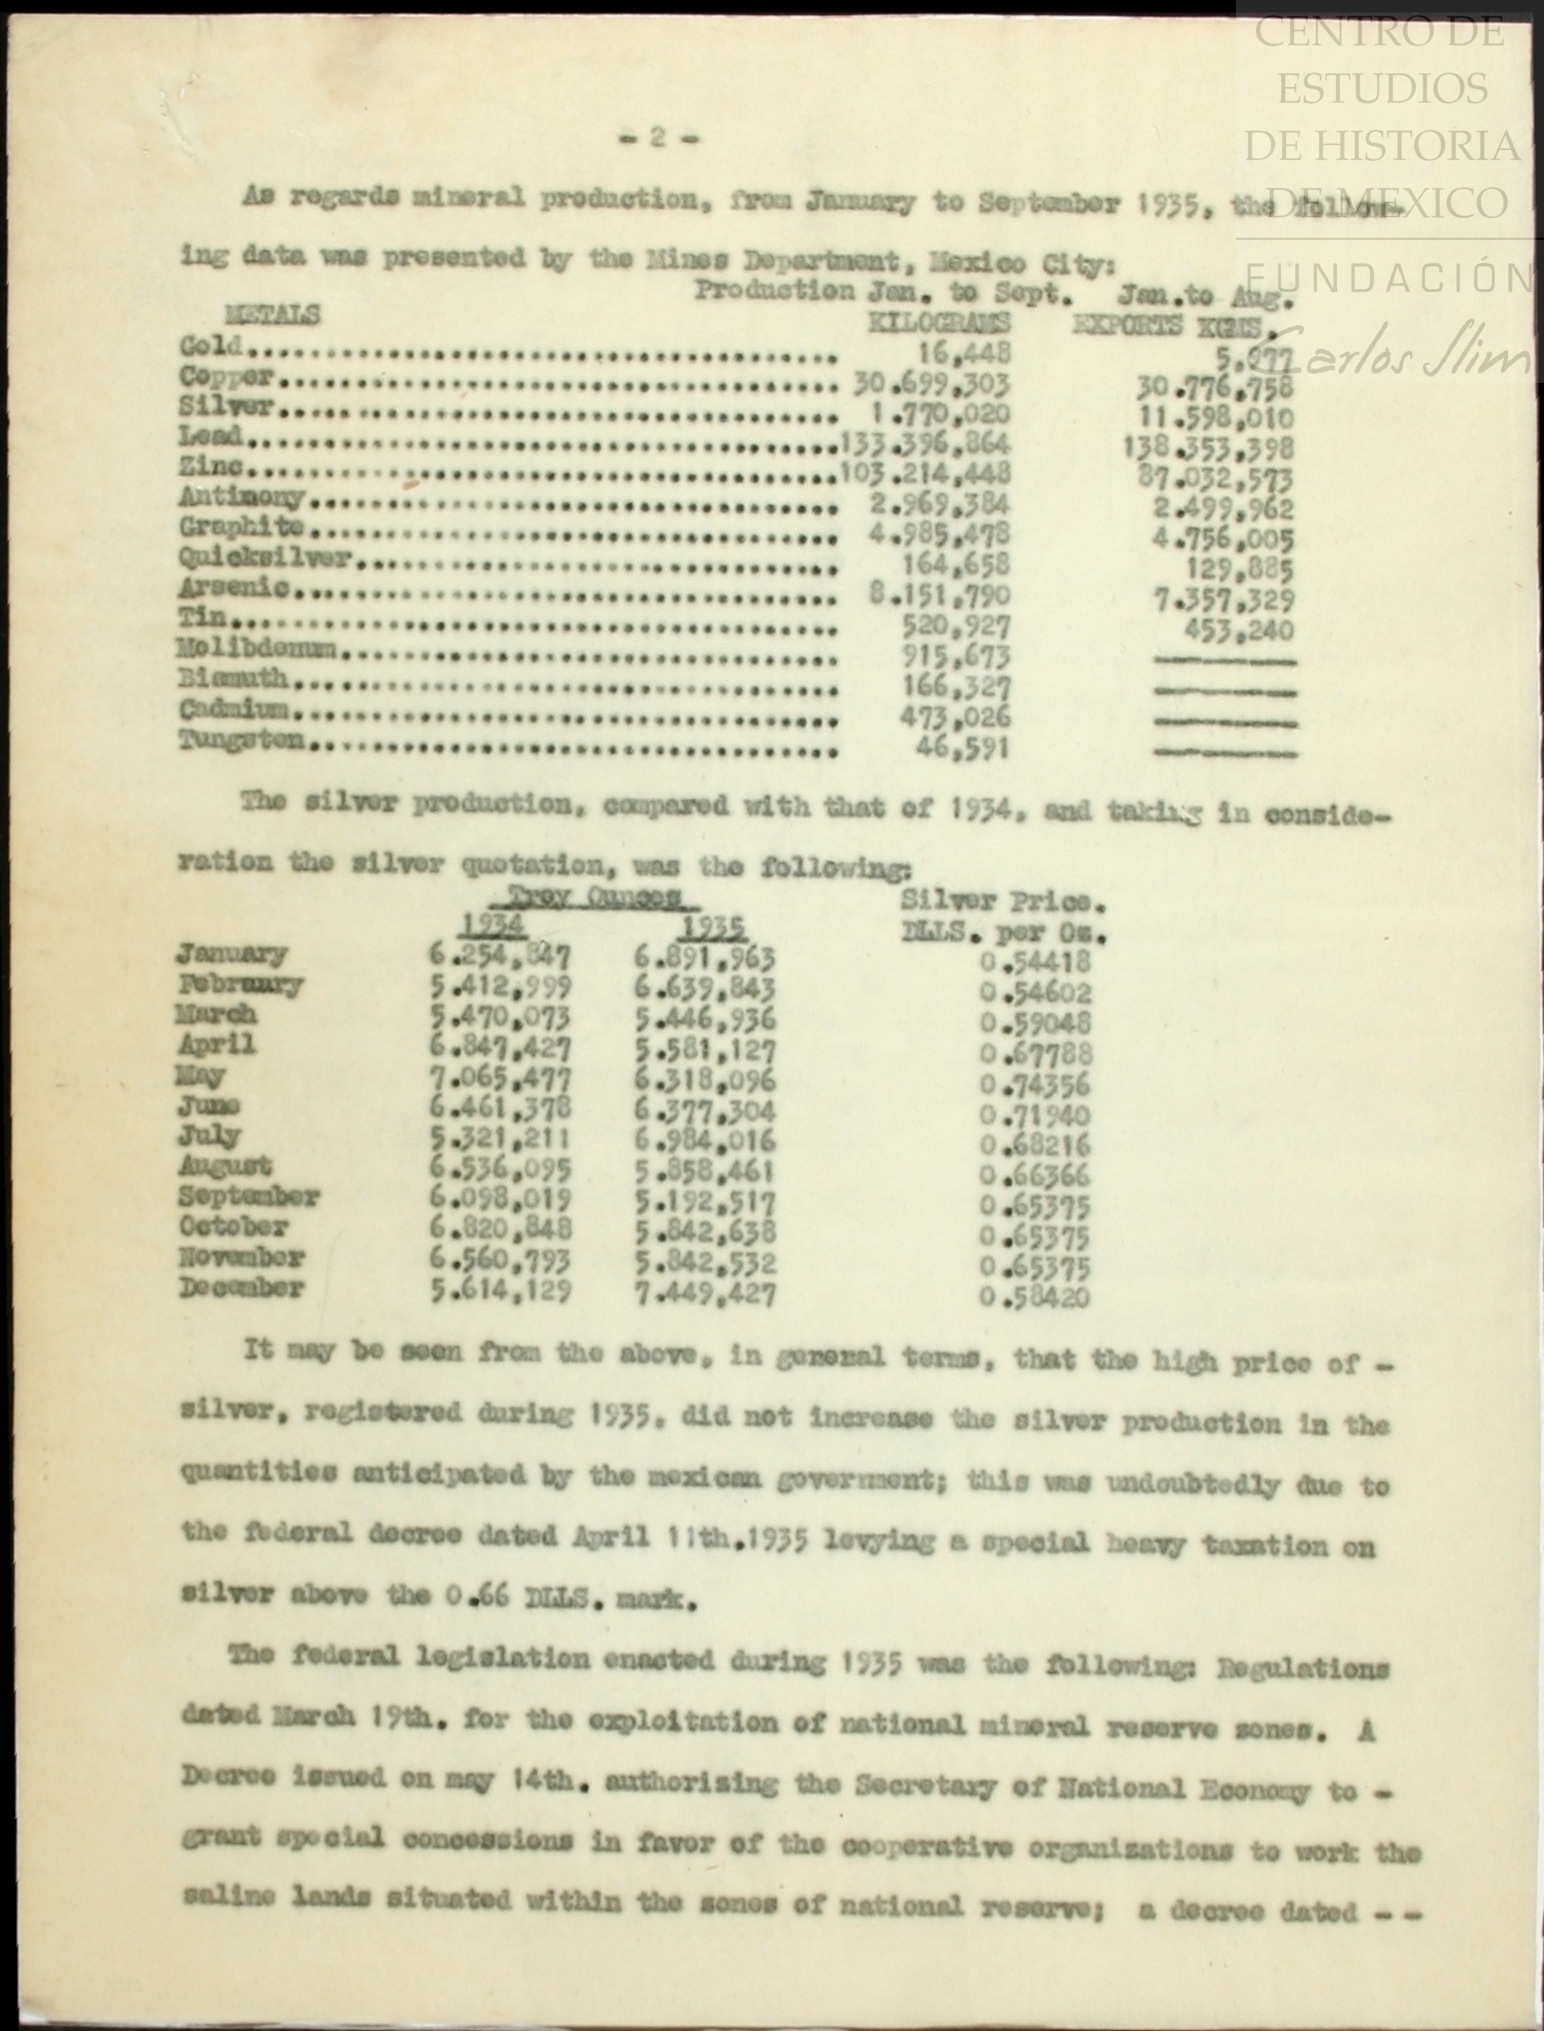 CENTRO DE
ESTUDIOS
DE HISTORIA
DE MEXICO
FUNDACIÓN
Carlos Slim
- 2 -
As regards mineral production, from January to September 1935, the follow-
ing data was presented by the Mines Department, Mexico City:
Production Jan. to Sept. Jan.to Aug.
METALS KILOGRAMS EXPORTS KGMS.
Gold..................................... 16,448 5,077
Copper................................... 30.699,303 30.776,758
Silver................................... 1.770,020 11.598,010
Lead.....................................133.396,864 138.353,398
Zinc.....................................103.214,448 87.032,573
Antimony................................. 2.969,384 2.499,962
Graphite................................. 4.985,478 4.756,005
Quicksilver.............................. 164,658 129,885
Arsenic.................................. 8.151,790 7.357,329
Tin...................................... 520,927 453,240
Molibdenum............................... 915,673 ————
Bismuth.................................. 166,327 ————
Cadmium.................................. 473,026 ————
Tungsten................................. 46,591 ————
The silver production, compared with that of 1934, and taking in conside-
ration the silver quotation, was the following:
Troy Ounces Silver Price.
1934 1935 DLLS. per Oz.
January 6.254,847 6.891,963 0.54418
February 5.412,999 6.639,843 0.54602
March 5.470,073 5.446,936 0.59048
April 6.847,427 5.581,127 0.67788
May 7.065,477 6.318,096 0.74356
June 6.461,378 6.377,304 0.71940
July 5.321,211 6.984,016 0.68216
August 6.536,095 5.858,461 0.66366
September 6.098,019 5.192,517 0.65375
October 6.820,848 5.842,638 0.65375
November 6.560,793 5.842,532 0.65375
December 5.614,129 7.449,427 0.58420
It may be seen from the above, in general terms, that the high price of -
silver, registered during 1935, did not increase the silver production in the
quantities anticipated by the mexican government; this was undoubtedly due to
the federal decree dated April 11th.1935 levying a special heavy taxation on
silver above the 0.66 DLLS. mark.
The federal legislation enacted during 1935 was the following: Regulations
dated March 19th. for the exploitation of national mineral reserve zones. A
Decree issued on may 14th. authorizing the Secretary of National Economy to -
grant special concessions in favor of the cooperative organizations to work the
saline lands situated within the zones of national reserve; a decree dated - -